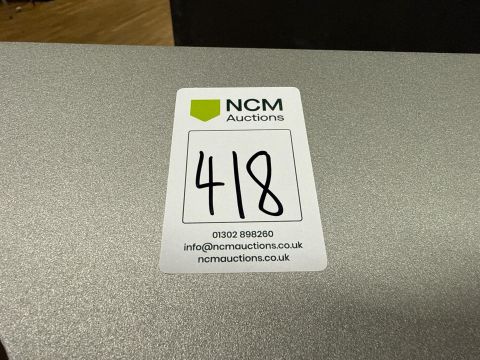 NCM
Auctions
418
01302 898260
info@ncmauctions.co.uk
ncmauctions.co.uk